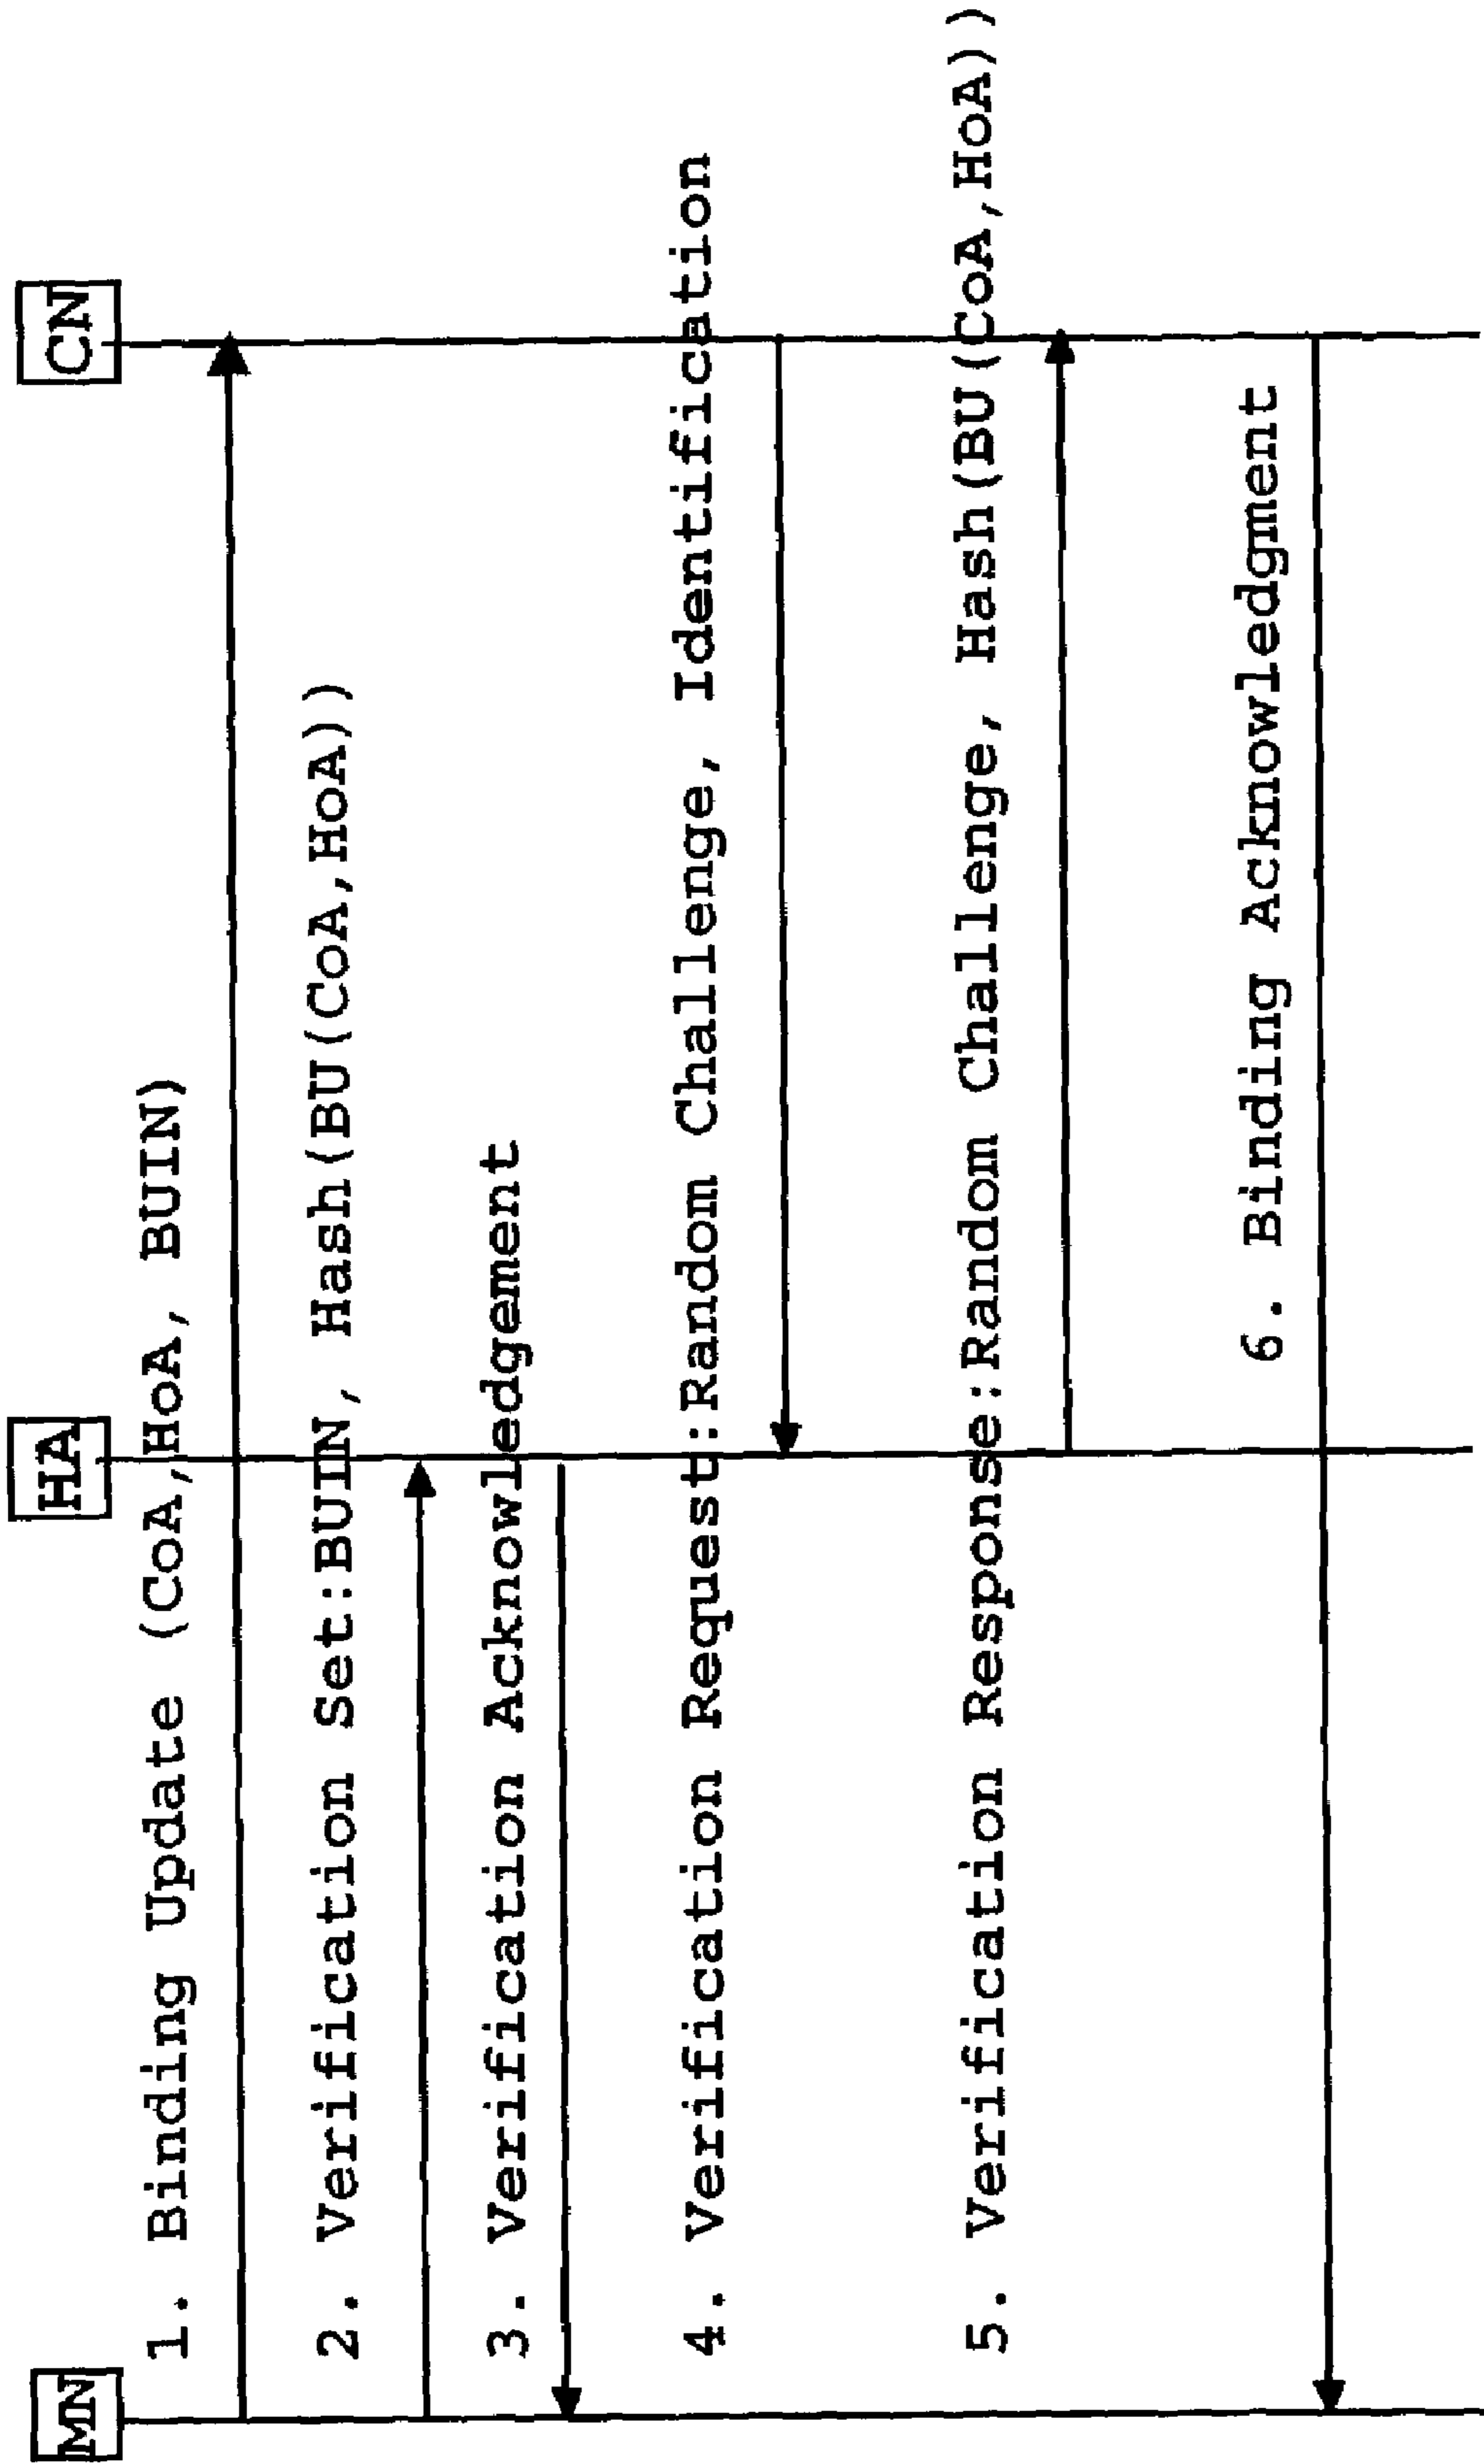 MN
HA
CN
1. Binding Update (CoA,HoA, BUIN)
2. Verification Set::BUIN, Hash(BU(CoA,HoA))
3. Verification Acknowledgement
4. Verification Request::Random Challenge, Identification
5. Verification Response:Random Challenge, Hash(BU(CoA,HoA))
6. Binding Acknowledgment